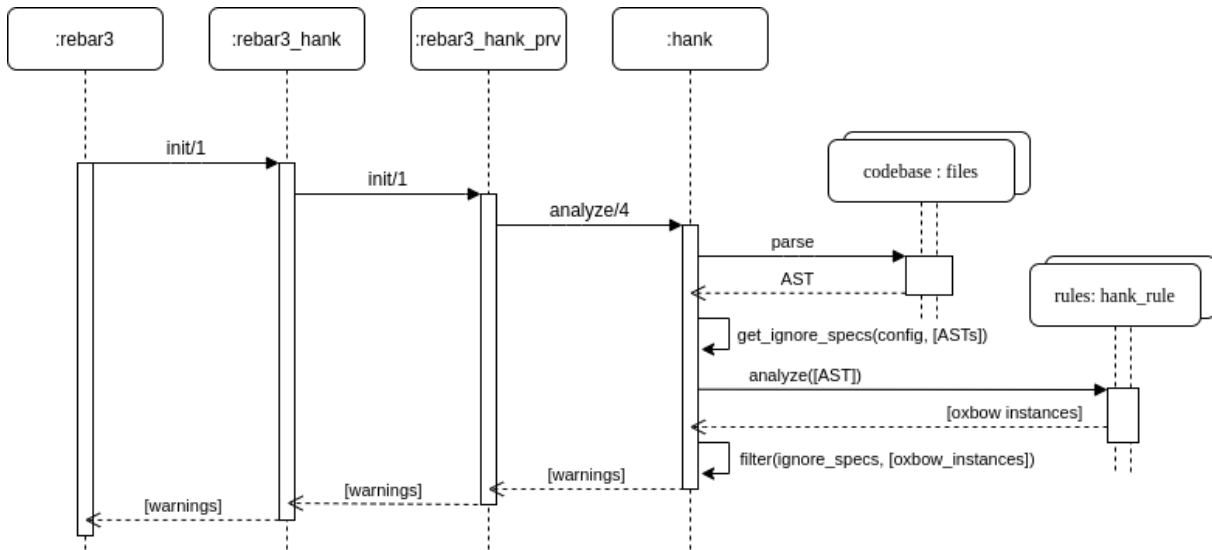 :rebar3
:rebar3_hank
:rebar3_hank_prv
:hank
init/1
codebase : files
init/1
analyze/4
parse
AST
rules: hank_rule
get_ignore_specs(config, [ASTs])
analyze([AST])
[oxbow instances]
filter(ignore_specs, [oxbow_instances])
[warnings]
[warnings]
[warnings]